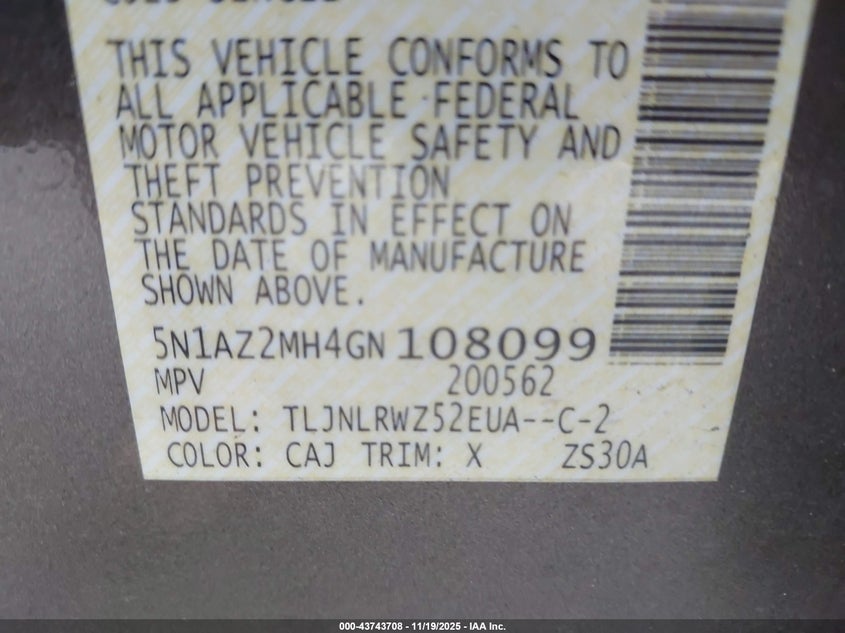 THIS VEHICLE CONFORMS TO
ALL APPLICABLE FEDERAL
MOTOR VEHICLE SAFETY AND
THEFT PREVENTION
STANDARDS IN EFFECT ON
THE DATE OF MANUFACTURE
SHOWN ABOVE.
5N1AZ2MH4GN108099
MPV 200562
MODEL: TLJNLRWZ52EUA--C-2
COLOR: CAJ TRIM: X ZS30A
000-43743708 - 11/19/2025 - IAA Inc.